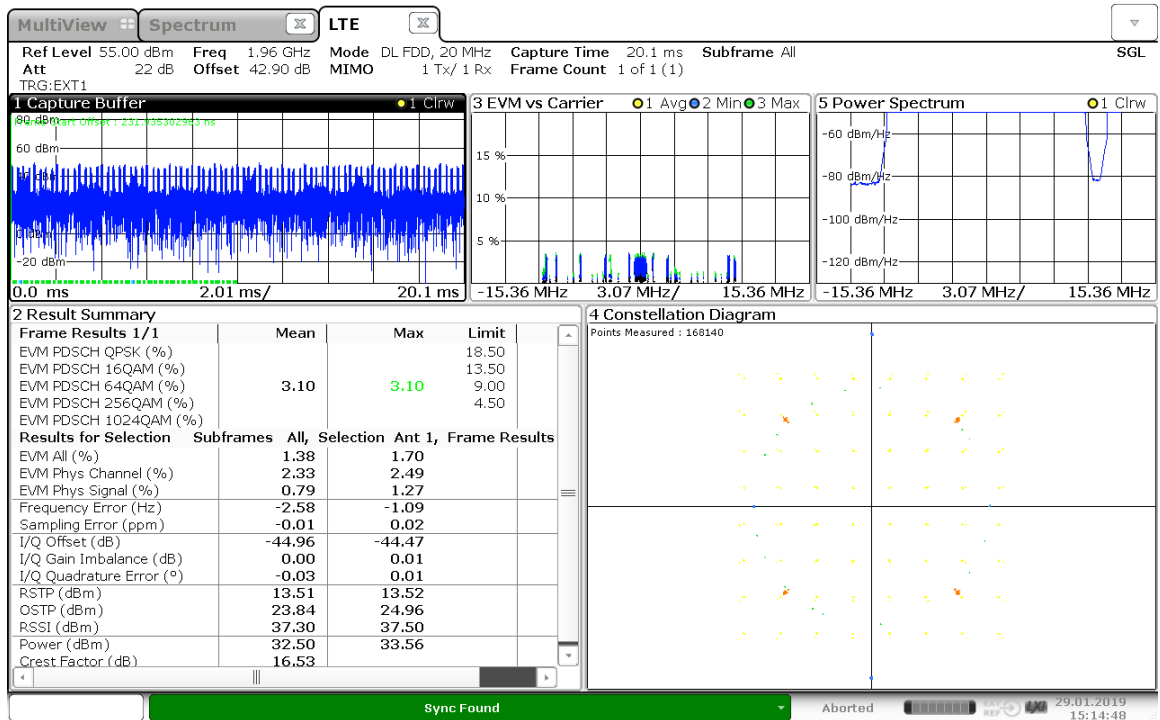 MultiView
Spectrum
LTE
Ref Level 55.00 dBm Freq 1.96 GHz Mode DL FDD, 20 MHz Capture Time 20.1 ms Subframe All
SGL
Att 22 dB Offset 42.90 dB MIMO 1 Tx/ 1 Rx Frame Count 1 of 1 (1)
TRG:EXT1
1 Capture Buffer
1 Clrw
80 dBm
Frame Start Offset : 231.935302963 ns
60 dBm
-20 dBm
0.0 ms 2.01 ms/ 20.1 ms
3 EVM vs Carrier 1 Avg 2 Min 3 Max
15 %
10 %
5 %
-15.36 MHz 3.07 MHz/ 15.36 MHz
5 Power Spectrum 1 Clrw
-60 dBm/Hz
-80 dBm/Hz
-100 dBm/Hz
-120 dBm/Hz
-15.36 MHz 3.07 MHz/ 15.36 MHz
2 Result Summary
Frame Results 1/1 Mean Max Limit
EVM PDSCH QPSK (%) 18.50
EVM PDSCH 16QAM (%) 13.50
EVM PDSCH 64QAM (%) 3.10 3.10 9.00
EVM PDSCH 256QAM (%) 4.50
EVM PDSCH 1024QAM (%)
Results for Selection Subframes All, Selection Ant 1, Frame Results
EVM All (%) 1.38 1.70
EVM Phys Channel (%) 2.33 2.49
EVM Phys Signal (%) 0.79 1.27
Frequency Error (Hz) -2.58 -1.09
Sampling Error (ppm) -0.01 0.02
I/Q Offset (dB) -44.96 -44.47
I/Q Gain Imbalance (dB) 0.00 0.01
I/Q Quadrature Error (°) -0.03 0.01
RSTP (dBm) 13.51 13.52
OSTP (dBm) 23.84 24.96
RSSI (dBm) 37.30 37.50
Power (dBm) 32.50 33.56
Crest Factor (dB) 16.53
4 Constellation Diagram
Points Measured : 168140
Sync Found
Aborted
EXT
REF
LXI
29.01.2019
15:14:48